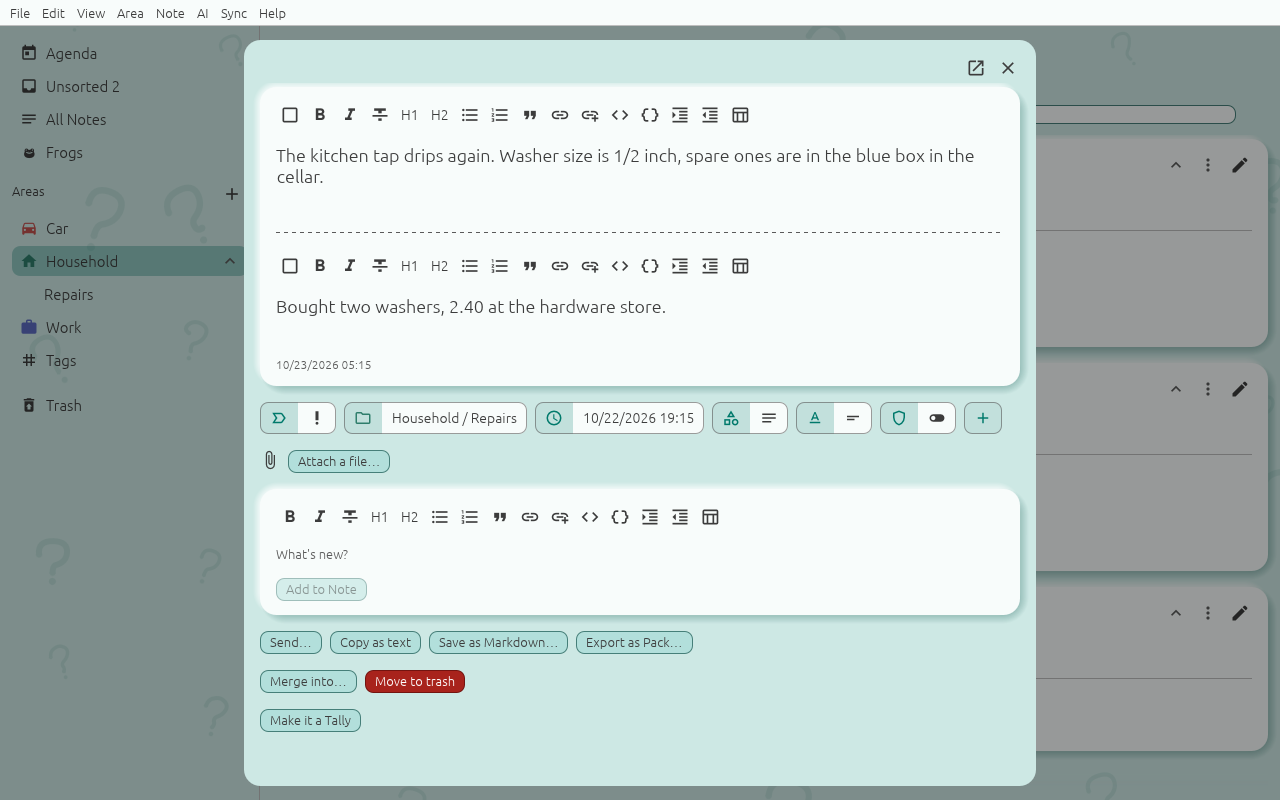 File Edit View Area Note AI Sync Help
Agenda
Unsorted 2
All Notes
Frogs
Areas
Car
Household
Repairs
Work
Tags
Trash
H1 H2
The kitchen tap drips again. Washer size is 1/2 inch, spare ones are in the blue box in the
cellar.
H1 H2
Bought two washers, 2.40 at the hardware store.
10/23/2026 05:15
Household / Repairs 10/22/2026 19:15
Attach a file...
H1 H2
What's new?
Add to Note
Send... Copy as text Save as Markdown... Export as Pack...
Merge into... Move to trash
Make it a Tally